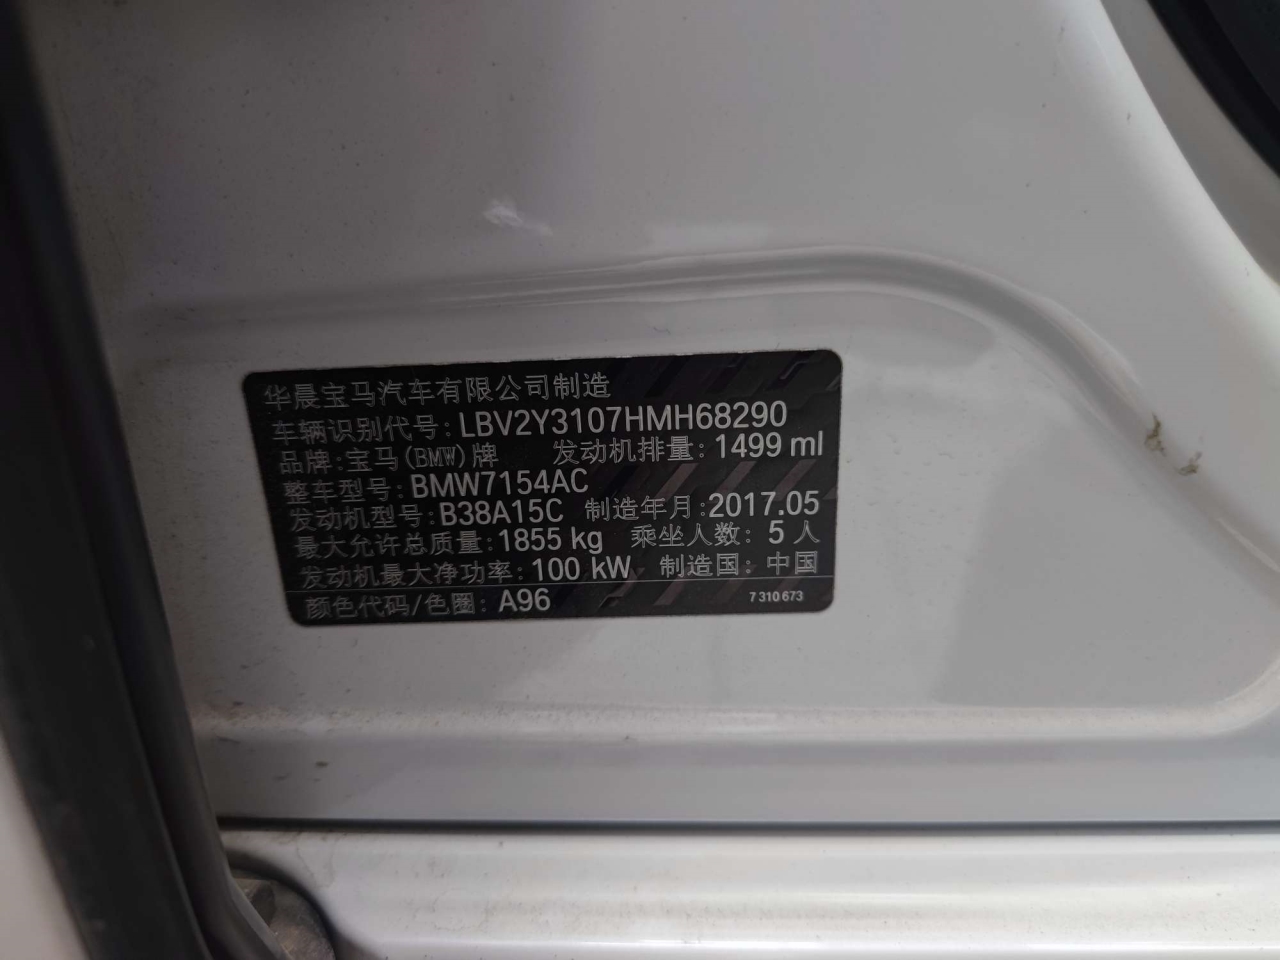 华晨宝马汽车有限公司制造
车辆识别代号: LBV2Y3107HMH68290
品牌:宝马(BMW)牌 发动机排量: 1499 ml
整车型号: BMW7154AC
发动机型号: B38A15C 制造年月:2017.05
最大允许总质量: 1855 kg 乘坐人数: 5 人
发动机最大净功率: 100 kW 制造国: 中国
颜色代码/色圈: A96 7 310 673